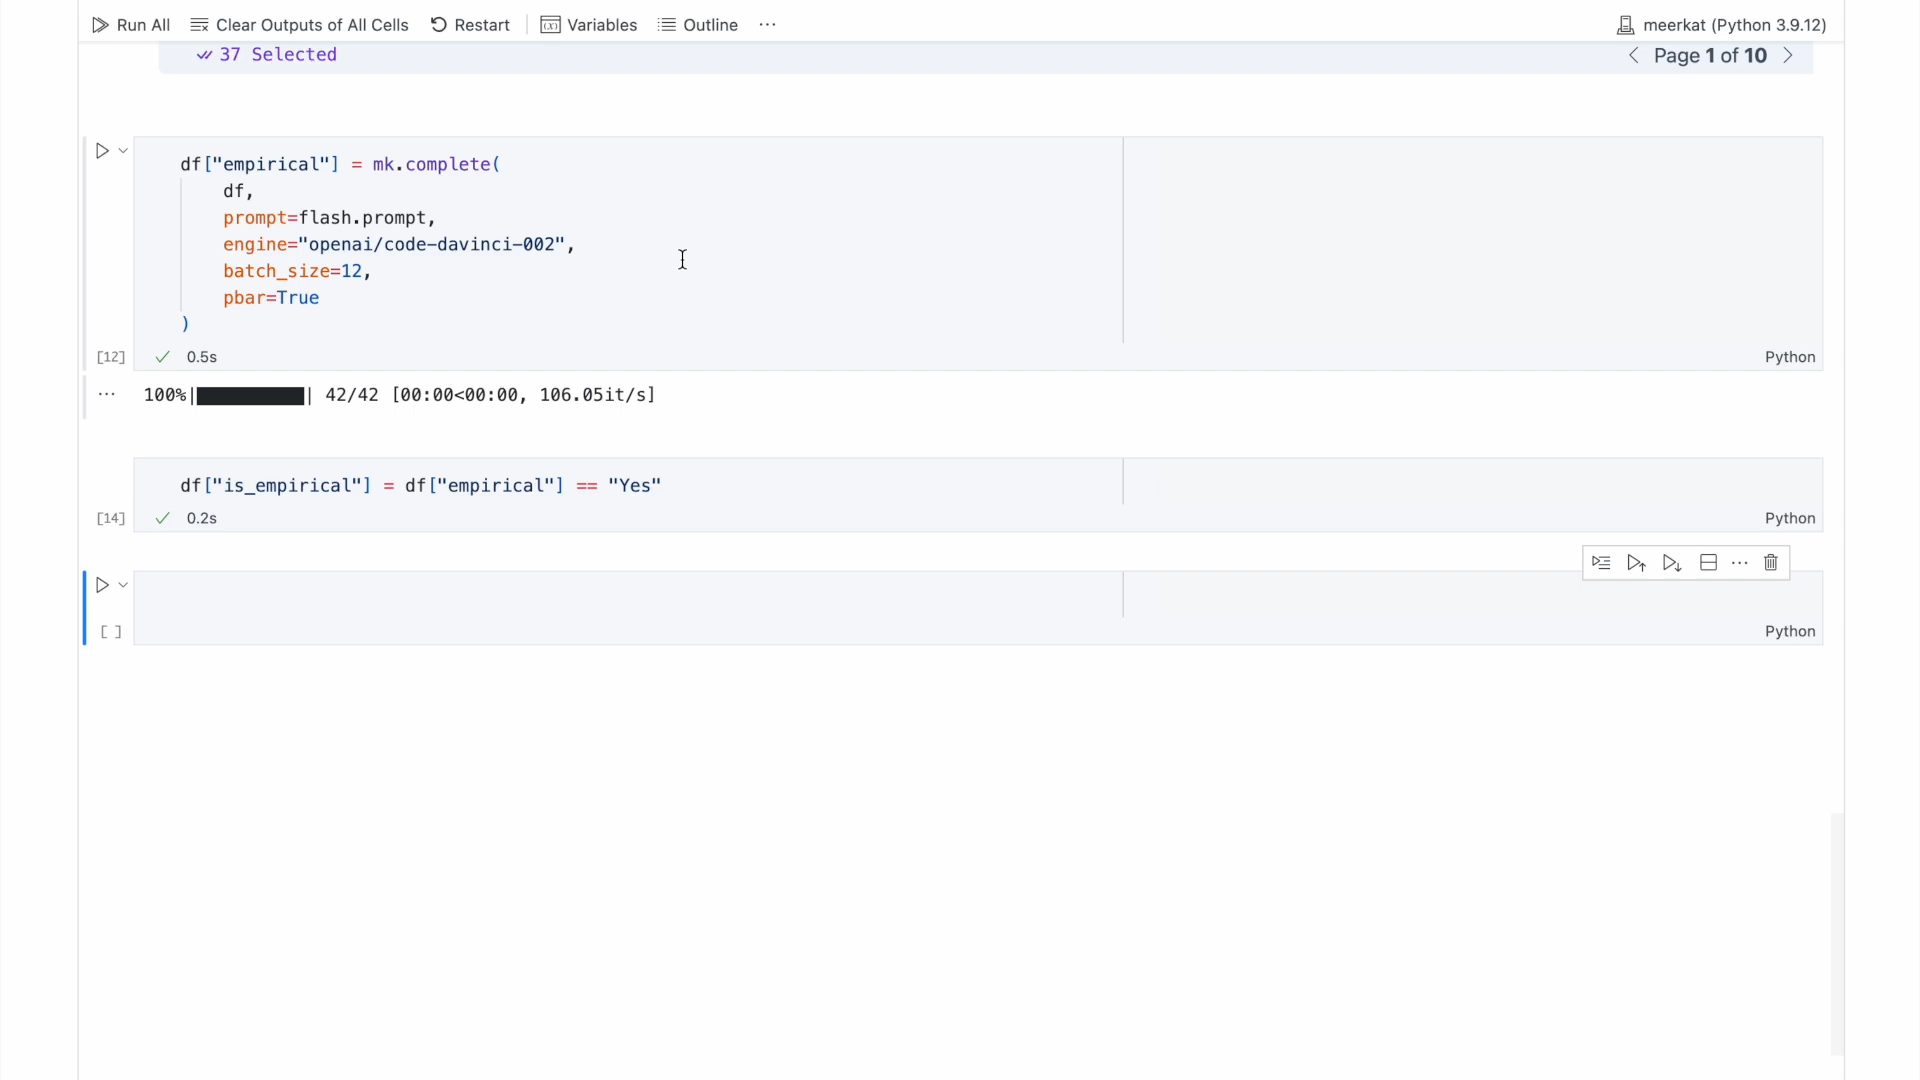 Run All Clear Outputs of All Cells Restart Variables Outline ... meerkat (Python 3.9.12)
37 Selected Page 1 of 10
df["empirical"] = mk.complete(
df,
prompt=flash.prompt,
engine="openai/code-davinci-002",
batch_size=12,
pbar=True
)
[12] 0.5s Python
... 100%|██████████| 42/42 [00:00<00:00, 106.05it/s]
df["is_empirical"] = df["empirical"] == "Yes"
[14] 0.2s Python
[ ] Python